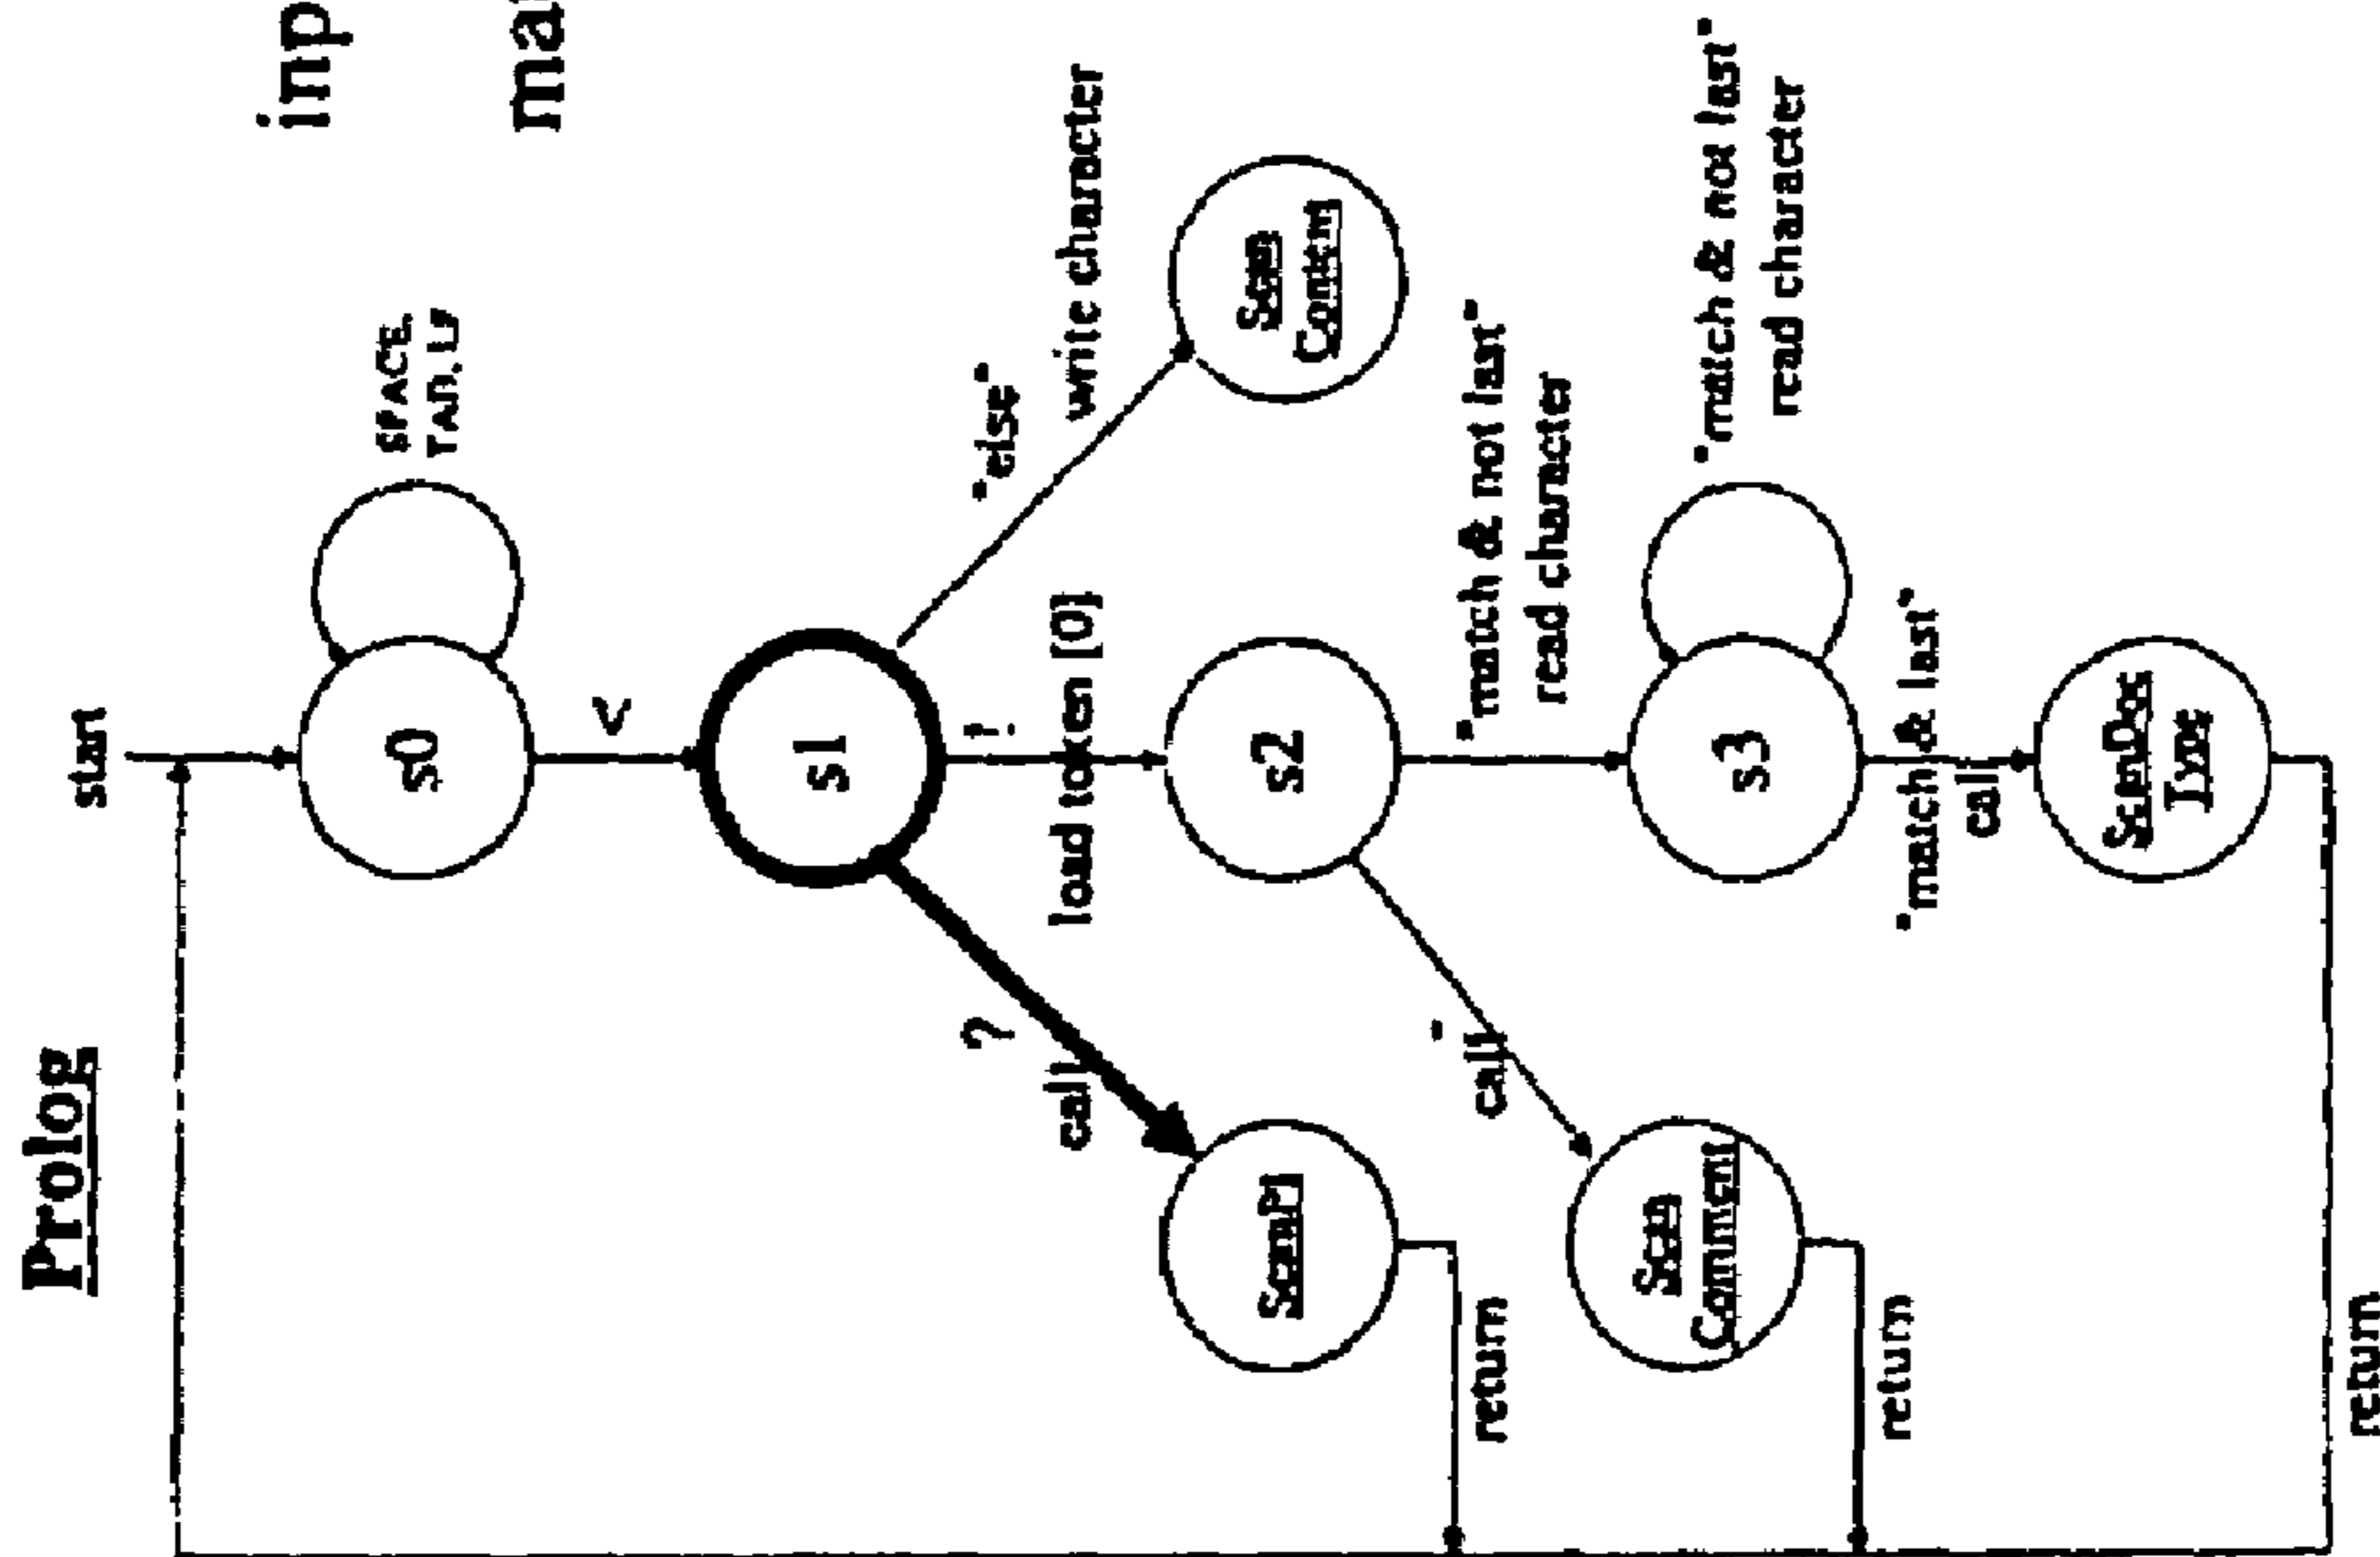 Prolog
start
s0
SPACE,
TAB, LF
<
inp
ma
s1
?
call
!
load token [0]
"else"
write character
Scan PI
return
s2
Scan
Content
-
call
"match & not last"
read character
Scan
Comment
return
s3
"match & not last"
read character
"match & last"
call
ScanDoc
Type
return